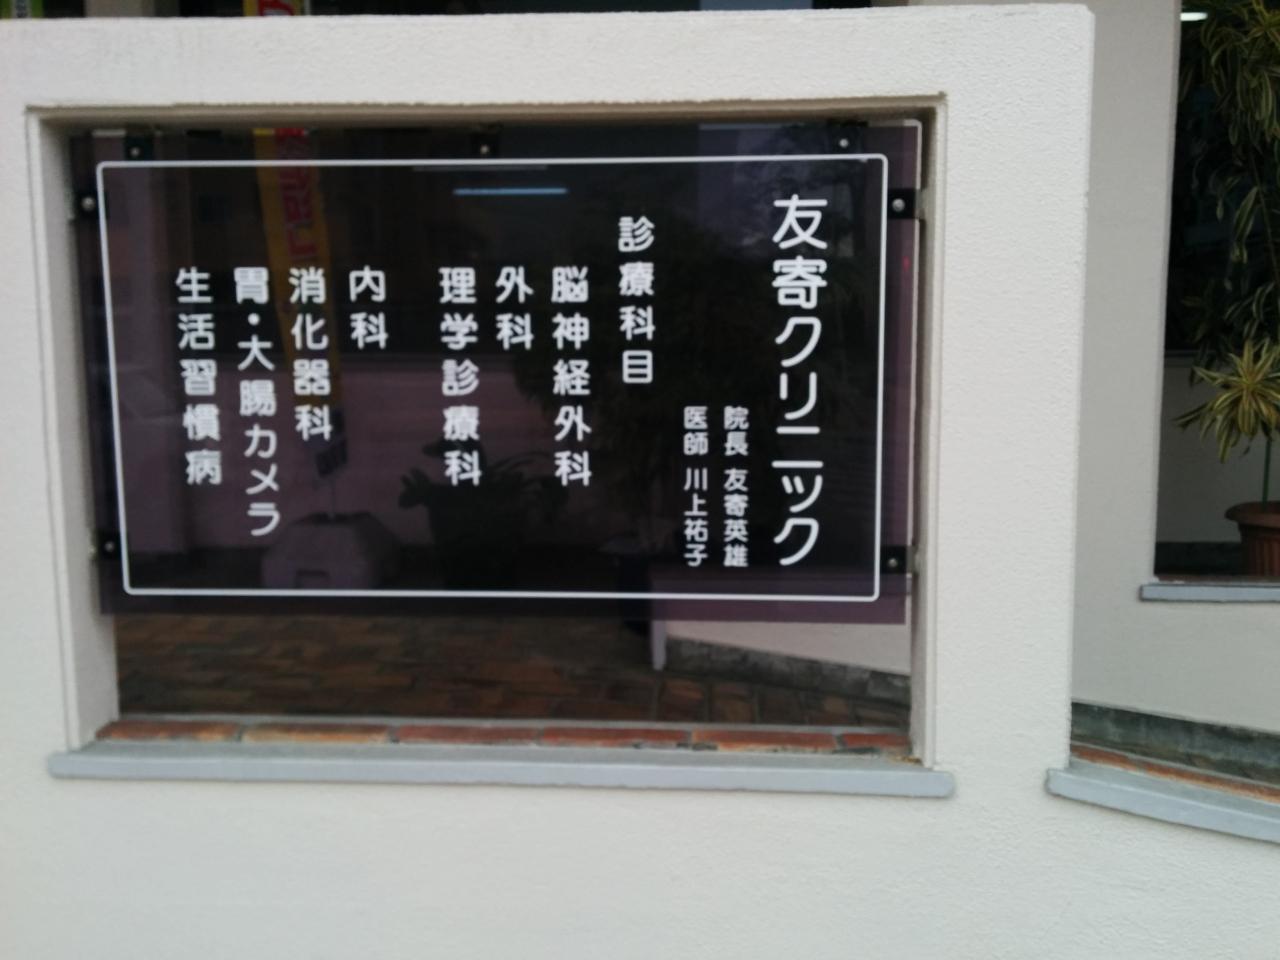 友寄クリニック
院長 友寄英雄
医師 川上祐子
診療科目
脳神経外科
外科
理学診療科
内科
消化器科
胃・大腸カメラ
生活習慣病